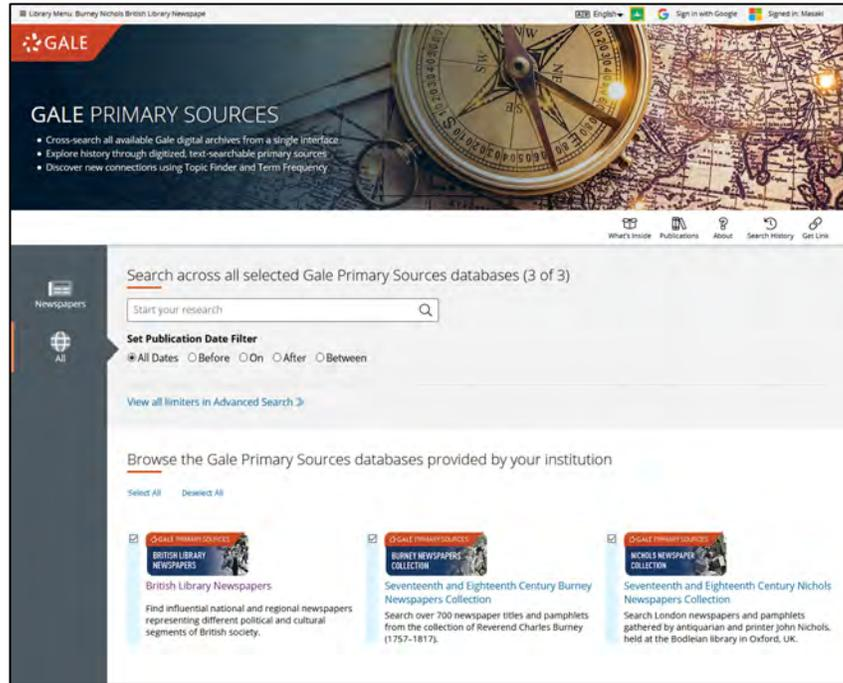 Library Menu: Burney Nichols British Library Newspape
English
Sign in with Google
Signed in: Masaki
GALE
GALE PRIMARY SOURCES
• Cross-search all available Gale digital archives from a single interface
• Explore history through digitized, text-searchable primary sources
• Discover new connections using Topic Finder and Term Frequency
What's Inside
Publications
About
Search History
Get Link
Newspapers
All
Search across all selected Gale Primary Sources databases (3 of 3)
Start your research
Set Publication Date Filter
All Dates Before On After Between
View all limiters in Advanced Search
Browse the Gale Primary Sources databases provided by your institution
Select All Deselect All
GALE PRIMARY SOURCES
BRITISH LIBRARY
NEWSPAPERS
British Library Newspapers
Find influential national and regional newspapers
representing different political and cultural
segments of British society.
GALE PRIMARY SOURCES
BURNEY NEWSPAPERS
COLLECTION
Seventeenth and Eighteenth Century Burney
Newspapers Collection
Search over 700 newspaper titles and pamphlets
from the collection of Reverend Charles Burney
(1757–1817).
GALE PRIMARY SOURCES
NICHOLS NEWSPAPER
COLLECTION
Seventeenth and Eighteenth Century Nichols
Newspapers Collection
Search London newspapers and pamphlets
gathered by antiquarian and printer John Nichols,
held at the Bodleian library in Oxford, UK.